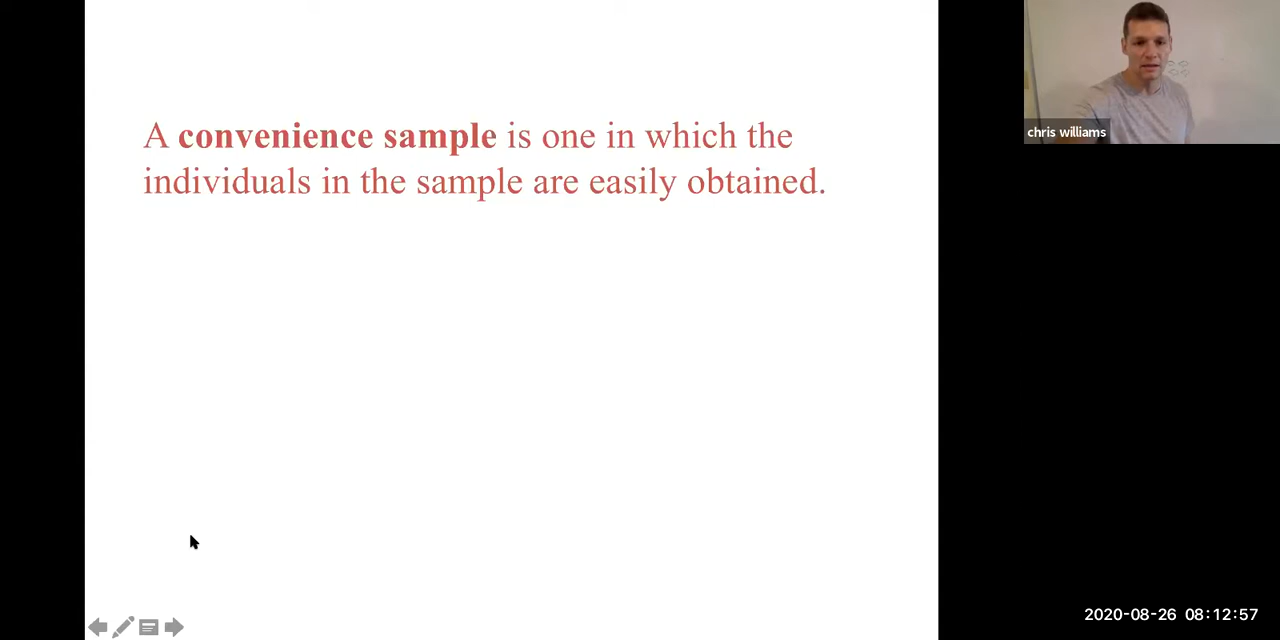 A convenience sample is one in which the
individuals in the sample are easily obtained.
chris williams
2020-08-26 08:12:57